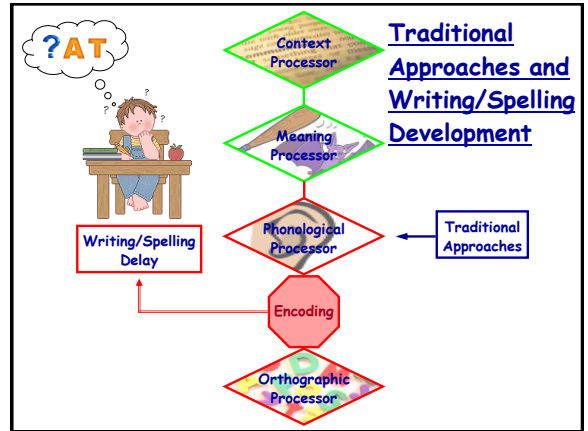 ?AT
? ?
?
Traditional
Approaches and
Writing/Spelling
Development
Context
Processor
Meaning
Processor
Phonological
Processor
Traditional
Approaches
Writing/Spelling
Delay
Encoding
Orthographic
Processor